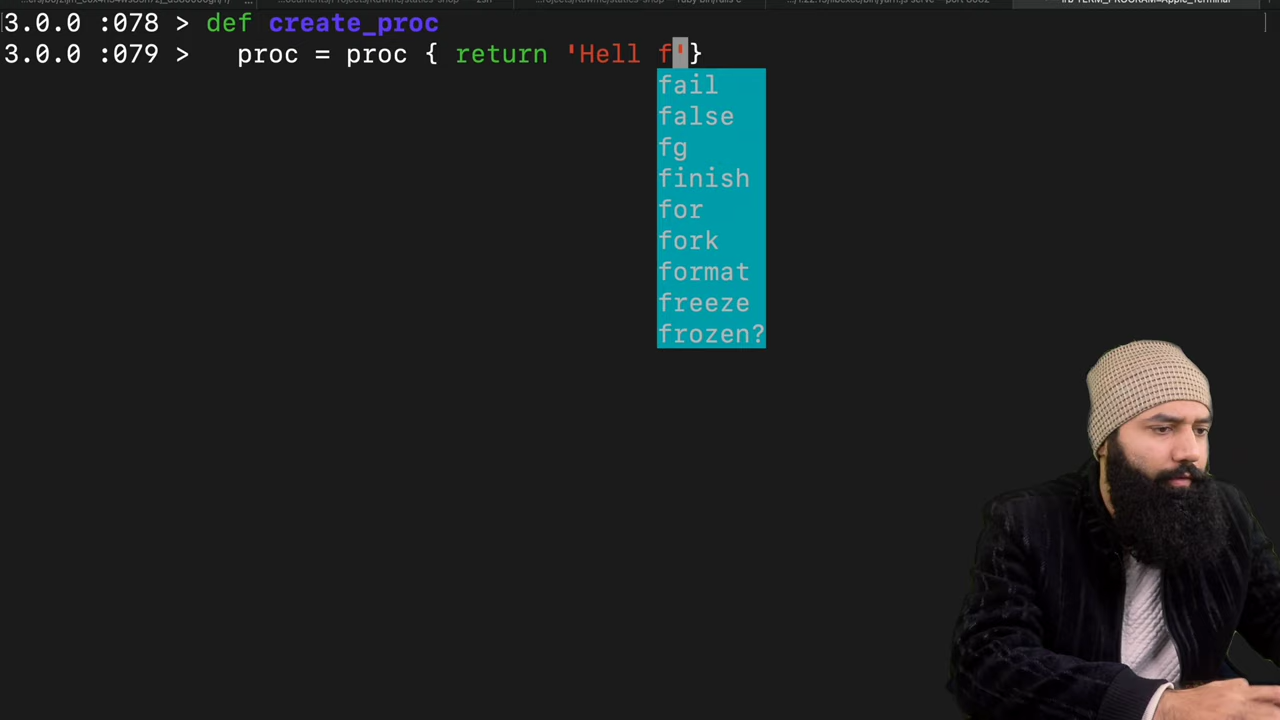 3.0.0 :078 > def create_proc
3.0.0 :079 >   proc = proc { return 'Hell f'}
fail
false
fg
finish
for
fork
format
freeze
frozen?